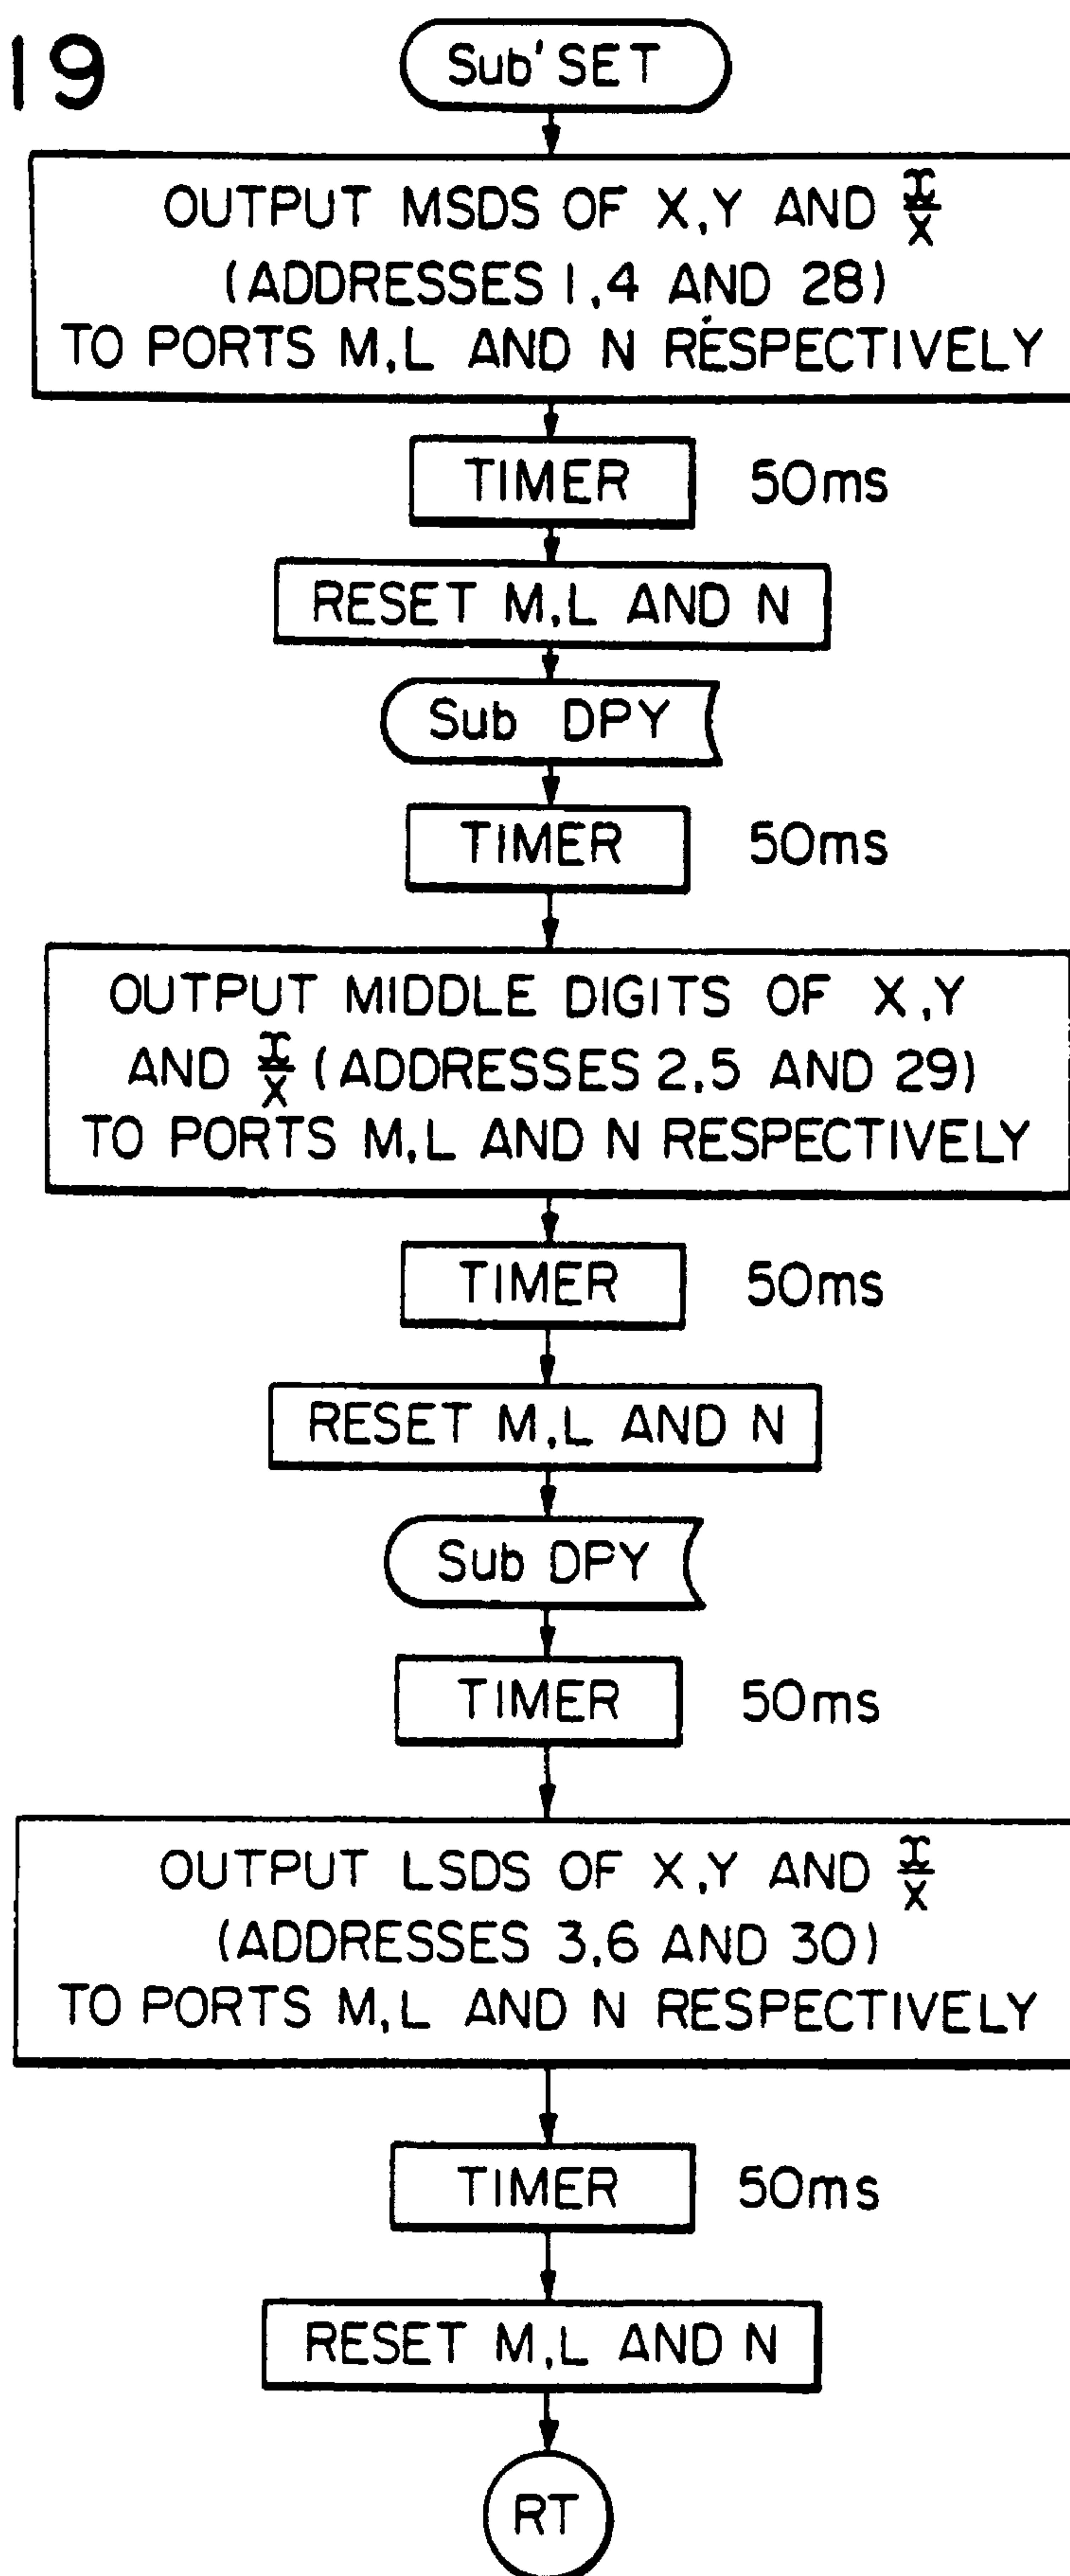 19
Sub' SET
OUTPUT MSDS OF X,Y AND x/X
(ADDRESSES 1,4 AND 28)
TO PORTS M,L AND N RESPECTIVELY
TIMER 50ms
RESET M,L AND N
Sub DPY
TIMER 50ms
OUTPUT MIDDLE DIGITS OF X,Y
AND x/X (ADDRESSES 2,5 AND 29)
TO PORTS M,L AND N RESPECTIVELY
TIMER 50ms
RESET M,L AND N
Sub DPY
TIMER 50ms
OUTPUT LSDS OF X,Y AND x/X
(ADDRESSES 3,6 AND 30)
TO PORTS M,L AND N RESPECTIVELY
TIMER 50ms
RESET M,L AND N
RT